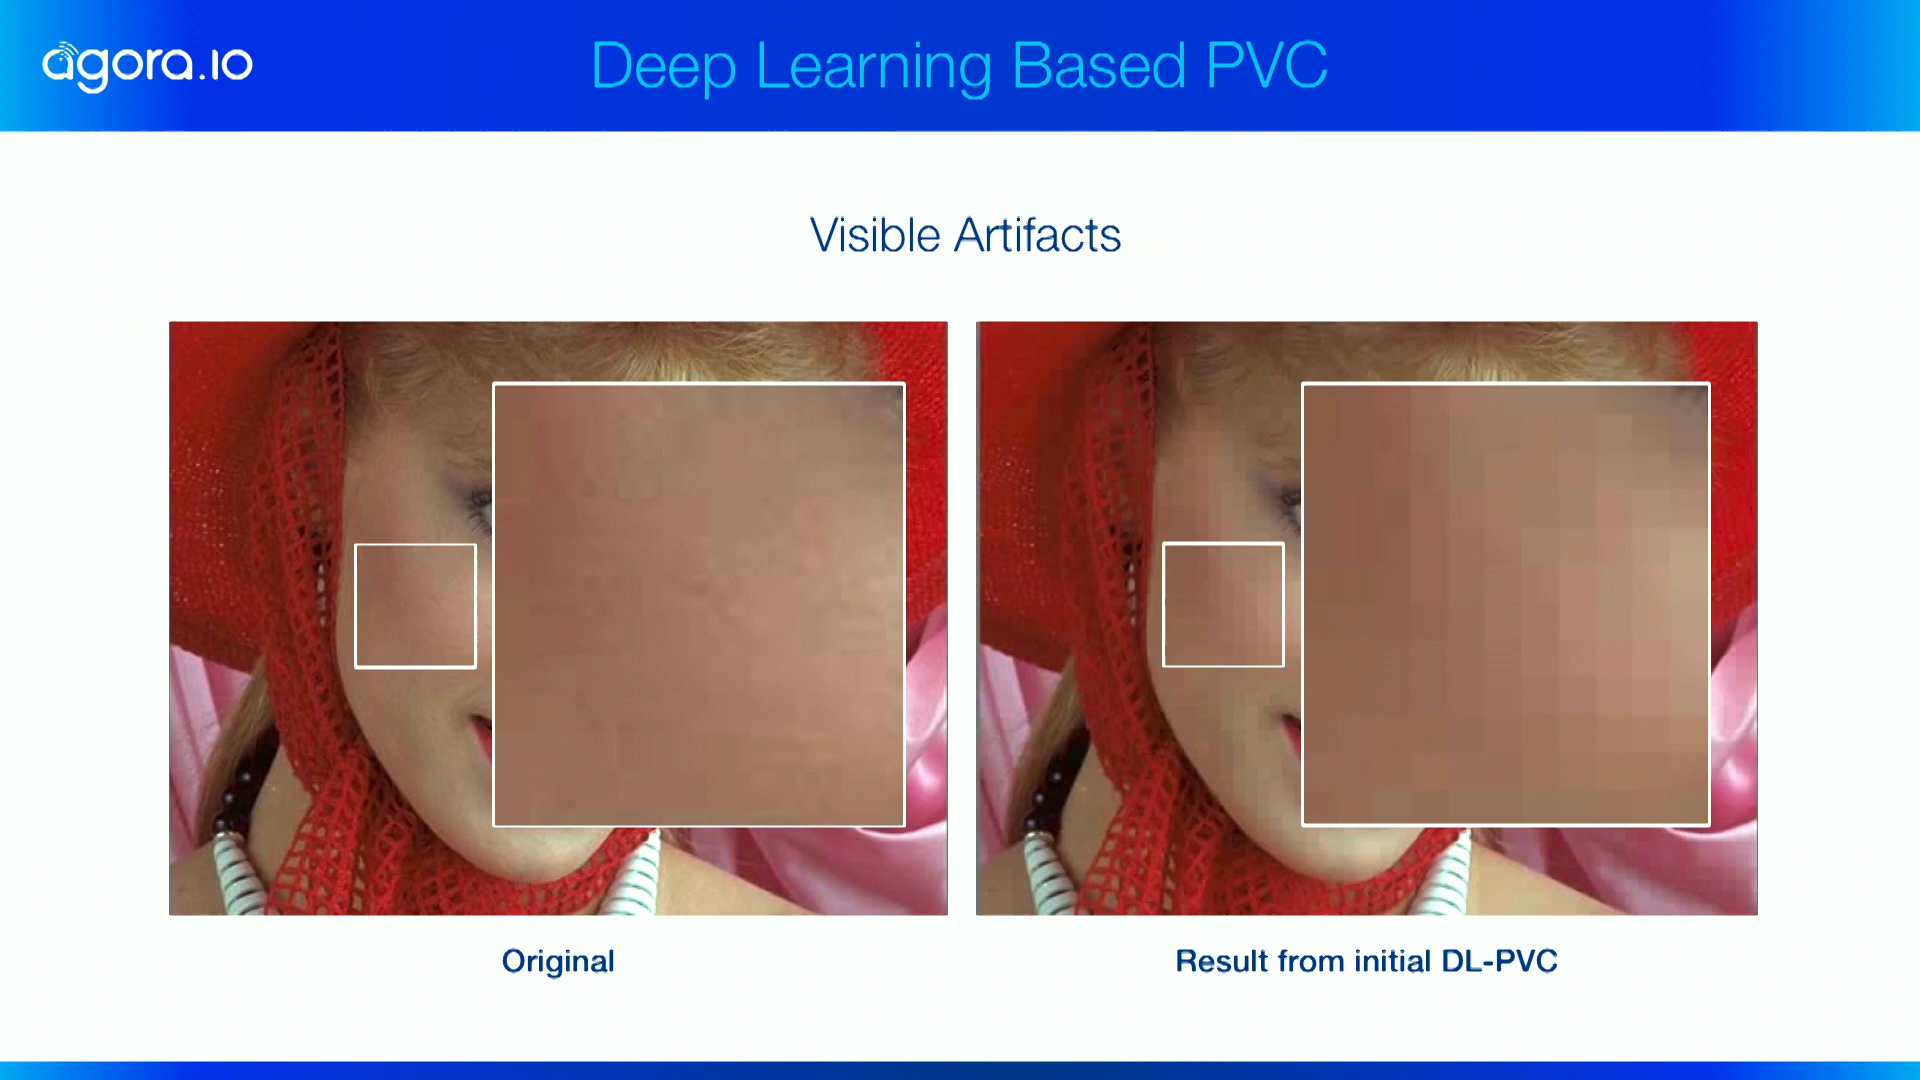 agora.io
Deep Learning Based PVC
Visible Artifacts
Original
Result from initial DL-PVC